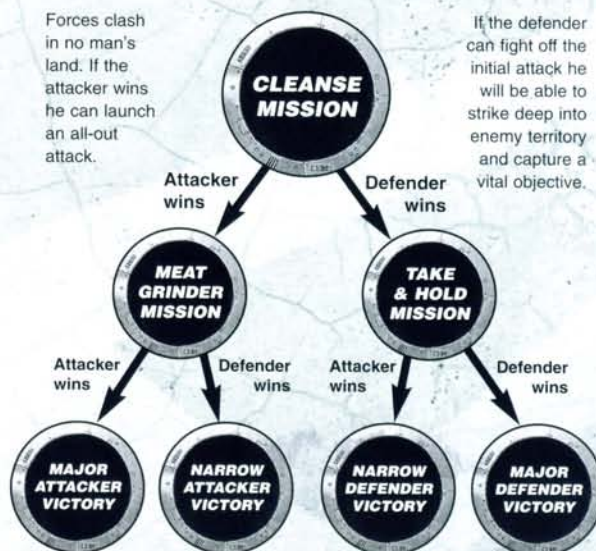 Forces clash
in no man's
land. If the
attacker wins
he can launch
an all-out
attack.
CLEANSE
MISSION
If the defender
can fight off the
initial attack he
will be able to
strike deep into
enemy territory
and capture a
vital objective.
Attacker
wins
Defender
wins
MEAT
GRINDER
MISSION
TAKE
& HOLD
MISSION
Attacker
wins
Defender
wins
Attacker
wins
Defender
wins
MAJOR
ATTACKER
VICTORY
NARROW
ATTACKER
VICTORY
NARROW
DEFENDER
VICTORY
MAJOR
DEFENDER
VICTORY